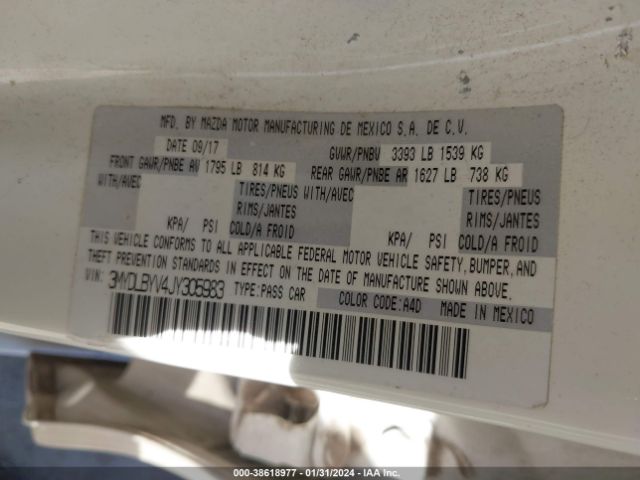 MFD. BY MAZDA MOTOR MANUFACTURING DE MEXICO S.A. DE C.V.
DATE 09/17 GVWR/PNBV 3393 LB 1539 KG
FRONT GAWR/PNBE AV 1795 LB 814 KG REAR GAWR/PNBE AR 1627 LB 738 KG
WITH/AVEC TIRES/PNEUS WITH/AVEC TIRES/PNEUS
RIMS/JANTES RIMS/JANTES
KPA/ PSI COLD/A FROID KPA/ PSI COLD/A FROID
THIS VEHICLE CONFORMS TO ALL APPLICABLE FEDERAL MOTOR VEHICLE SAFETY, BUMPER, AND
THEFT PREVENTION STANDARDS IN EFFECT ON THE DATE OF MANUFACTURE SHOWN ABOVE.
VIN: 3MYDLBYV4JY305983 TYPE:PASS CAR COLOR CODE:A4D MADE IN MEXICO
000-38618977 - 01/31/2024 - IAA Inc.